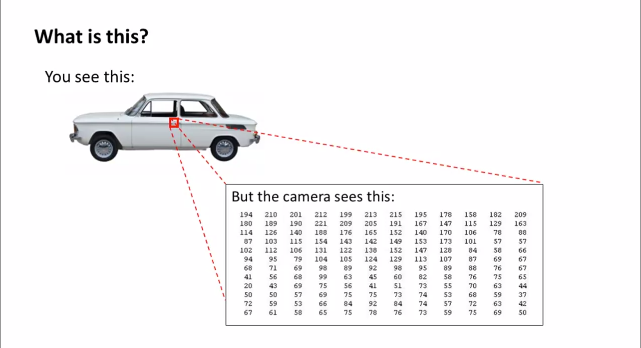 What is this?
You see this:
But the camera sees this:
194 210 201 212 199 213 215 195 178 158 182 209
180 189 190 221 209 205 191 167 147 115 129 163
114 126 140 188 176 165 152 140 170 106 78 88
87 103 115 154 143 142 149 153 173 101 57 57
102 112 106 131 122 138 152 147 128 84 58 66
94 95 79 104 105 124 129 113 107 87 69 67
68 71 69 98 89 92 98 95 89 88 76 67
41 56 68 99 63 45 60 82 58 76 75 65
20 43 69 75 56 41 51 73 55 70 63 44
50 50 57 69 75 75 73 74 53 68 59 37
72 59 53 66 84 92 84 74 57 72 63 42
67 61 58 65 75 78 76 73 59 75 69 50